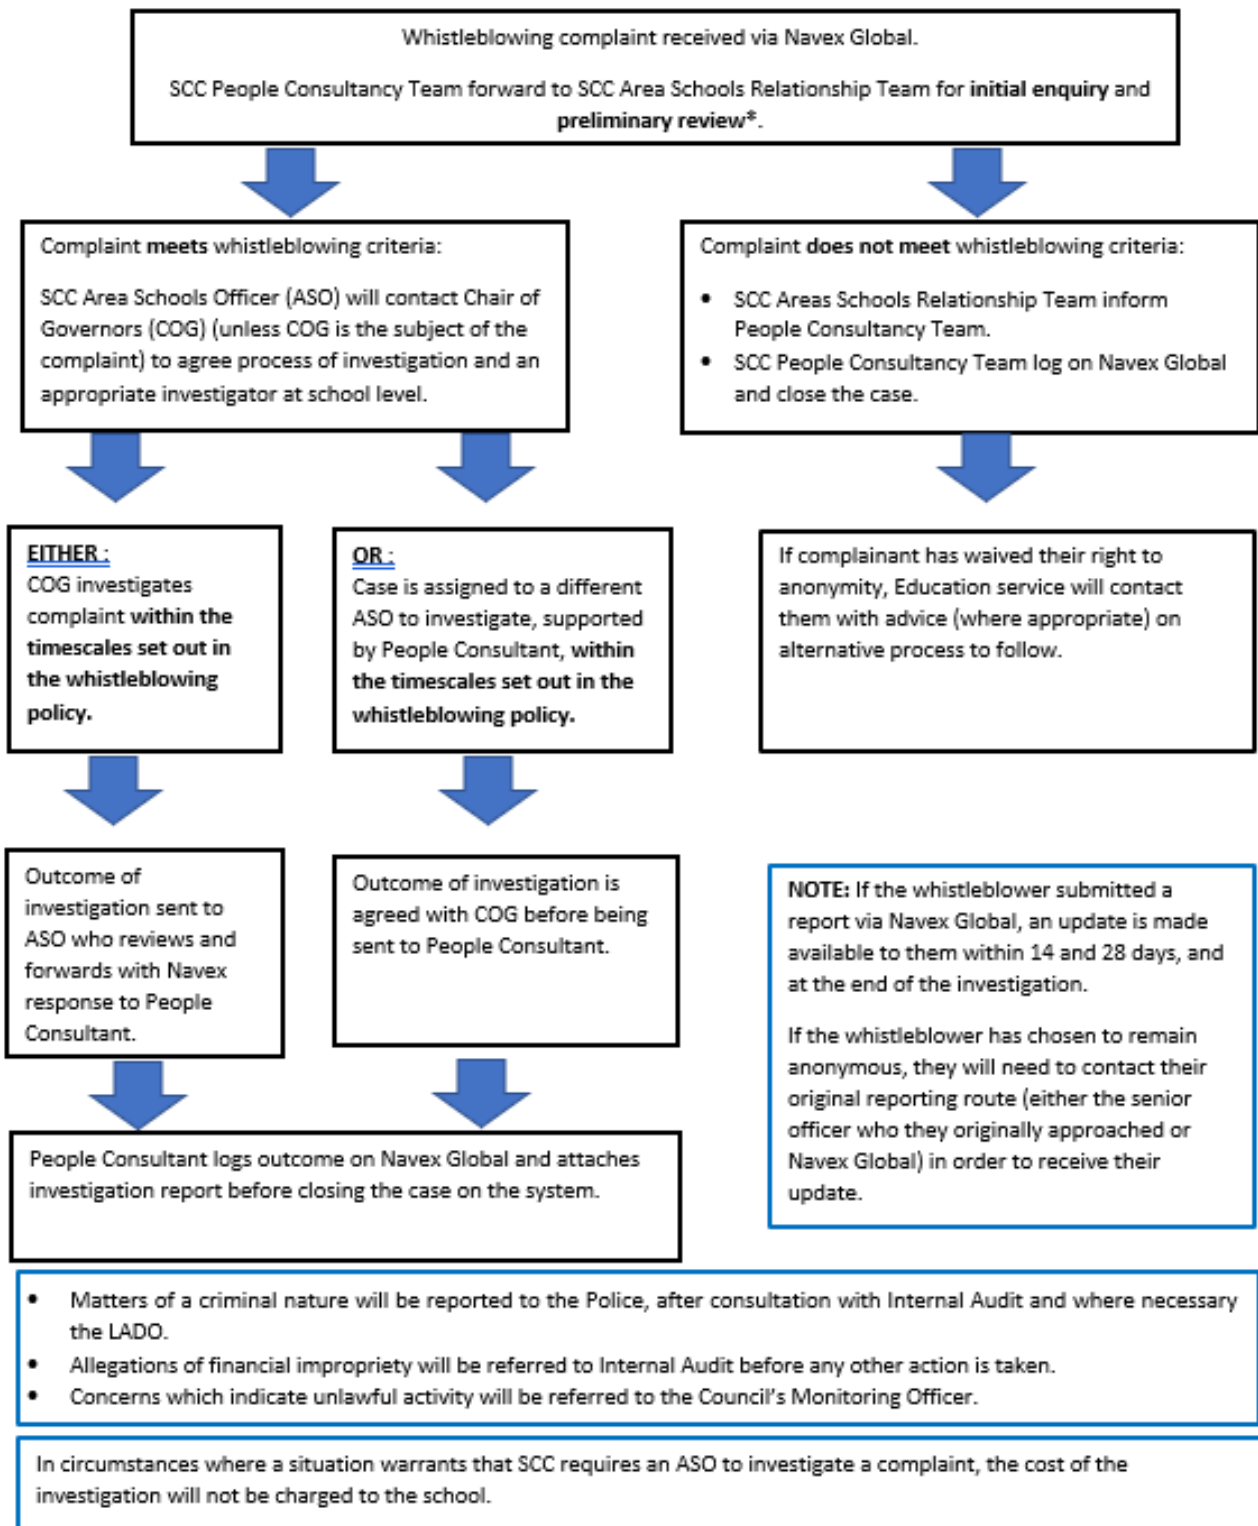 Whistleblowing complaint received via Navex Global.
SCC People Consultancy Team forward to SCC Area Schools Relationship Team for initial enquiry and
preliminary review*.
Complaint meets whistleblowing criteria:
SCC Area Schools Officer (ASO) will contact Chair of
Governors (COG) (unless COG is the subject of the
complaint) to agree process of investigation and an
appropriate investigator at school level.
Complaint does not meet whistleblowing criteria:
• SCC Areas Schools Relationship Team inform
People Consultancy Team.
• SCC People Consultancy Team log on Navex Global
and close the case.
EITHER :
COG investigates
complaint within the
timescales set out in
the whistleblowing
policy.
OR :
Case is assigned to a different
ASO to investigate, supported
by People Consultant, within
the timescales set out in the
whistleblowing policy.
If complainant has waived their right to
anonymity, Education service will contact
them with advice (where appropriate) on
alternative process to follow.
Outcome of
investigation sent to
ASO who reviews and
forwards with Navex
response to People
Consultant.
Outcome of investigation is
agreed with COG before being
sent to People Consultant.
NOTE: If the whistleblower submitted a
report via Navex Global, an update is made
available to them within 14 and 28 days, and
at the end of the investigation.
If the whistleblower has chosen to remain
anonymous, they will need to contact their
original reporting route (either the senior
officer who they originally approached or
Navex Global) in order to receive their
update.
People Consultant logs outcome on Navex Global and attaches
investigation report before closing the case on the system.
• Matters of a criminal nature will be reported to the Police, after consultation with Internal Audit and where necessary
the LADO.
• Allegations of financial impropriety will be referred to Internal Audit before any other action is taken.
• Concerns which indicate unlawful activity will be referred to the Council's Monitoring Officer.
In circumstances where a situation warrants that SCC requires an ASO to investigate a complaint, the cost of the
investigation will not be charged to the school.